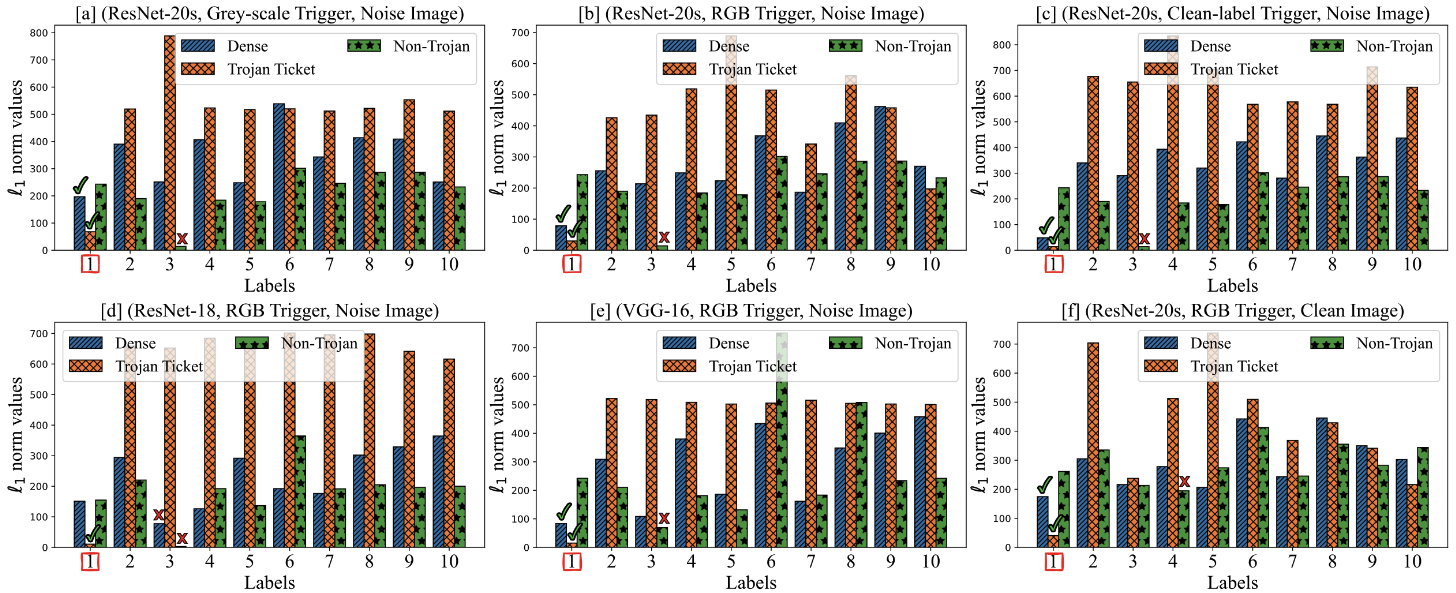 [a] (ResNet-20s, Grey-scale Trigger, Noise Image)
800
700
600
500
400
300
200
100
0
ℓ1 norm values
Dense
Trojan Ticket
Non-Trojan
X
1 2 3 4 5 6 7 8 9 10
Labels
[b] (ResNet-20s, RGB Trigger, Noise Image)
700
600
500
400
300
200
100
0
ℓ1 norm values
Dense
Trojan Ticket
Non-Trojan
X
1 2 3 4 5 6 7 8 9 10
Labels
[c] (ResNet-20s, Clean-label Trigger, Noise Image)
800
700
600
500
400
300
200
100
0
ℓ1 norm values
Dense
Trojan Ticket
Non-Trojan
X
1 2 3 4 5 6 7 8 9 10
Labels
[d] (ResNet-18, RGB Trigger, Noise Image)
700
600
500
400
300
200
100
0
ℓ1 norm values
Dense
Trojan Ticket
Non-Trojan
X
X
1 2 3 4 5 6 7 8 9 10
Labels
[e] (VGG-16, RGB Trigger, Noise Image)
700
600
500
400
300
200
100
0
ℓ1 norm values
Dense
Trojan Ticket
Non-Trojan
X
1 2 3 4 5 6 7 8 9 10
Labels
[f] (ResNet-20s, RGB Trigger, Clean Image)
700
600
500
400
300
200
100
0
ℓ1 norm values
Dense
Trojan Ticket
Non-Trojan
X
1 2 3 4 5 6 7 8 9 10
Labels